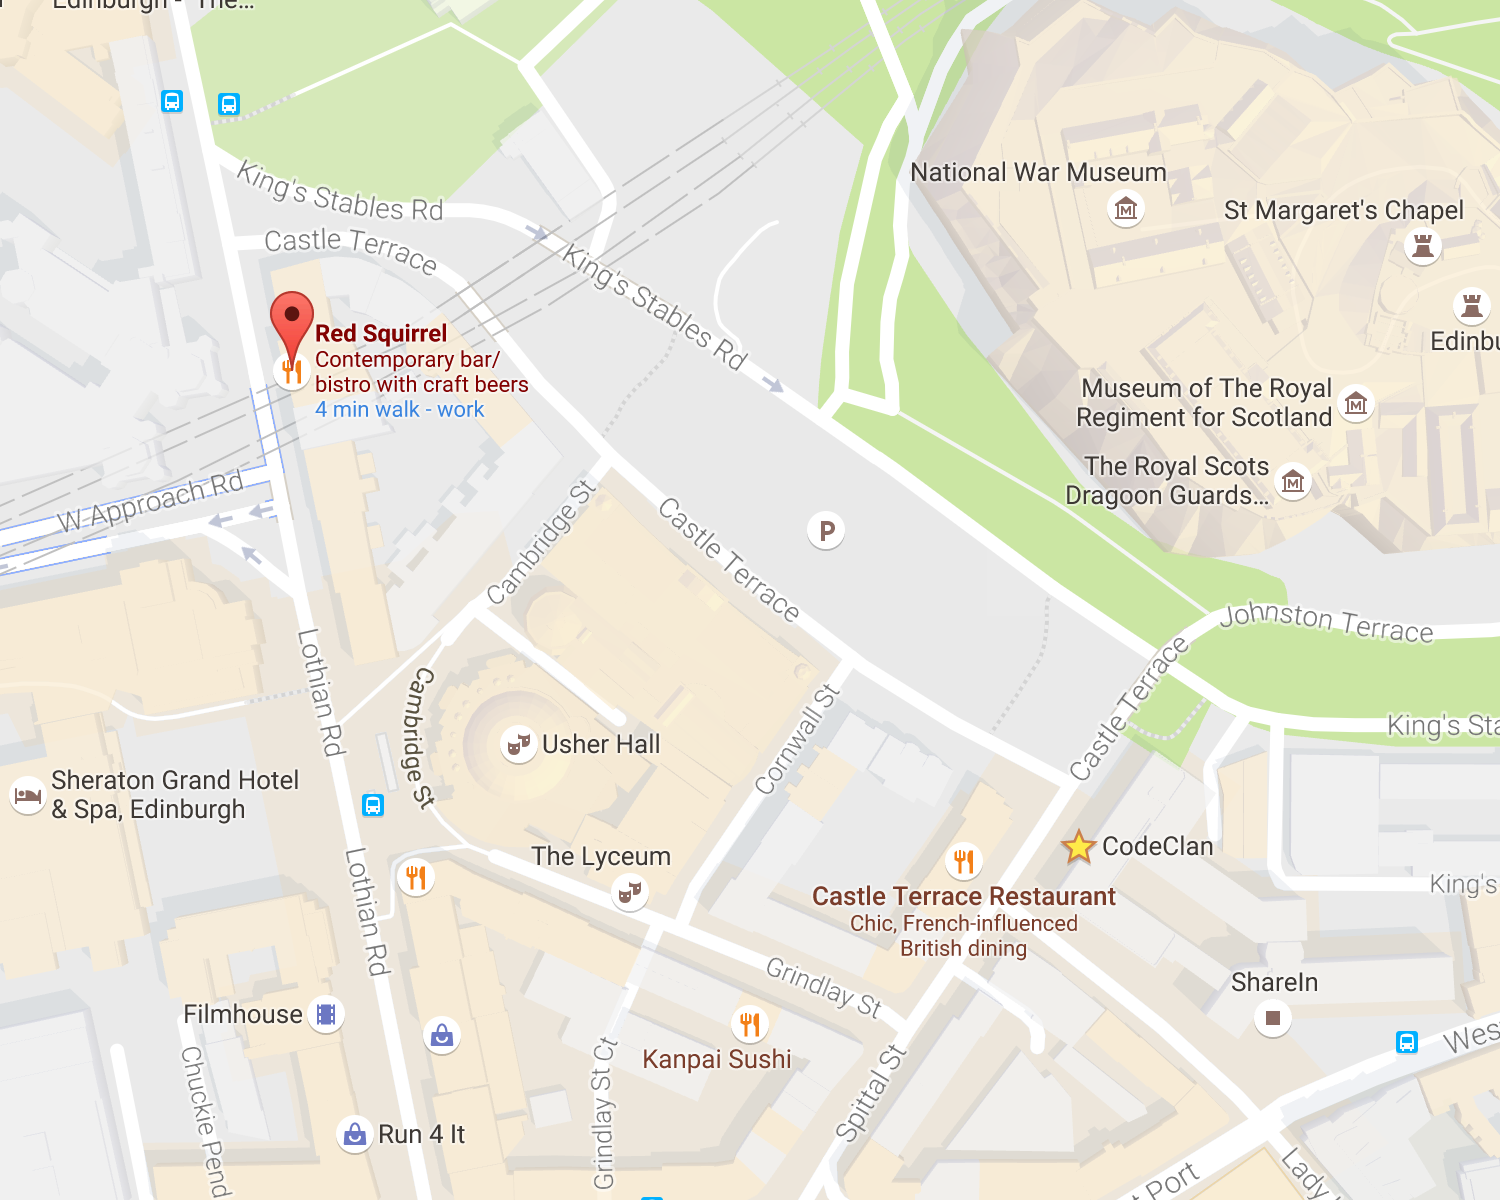 Edinburgh - "The...
King's Stables Rd
Castle Terrace
National War Museum
St Margaret's Chapel
King's Stables Rd
Red Squirrel
Contemporary bar/
bistro with craft beers
4 min walk - work
Edinbu
Museum of The Royal
Regiment for Scotland
The Royal Scots
Dragoon Guards...
W Approach Rd
Cambridge St
Castle Terrace
P
Johnston Terrace
Lothian Rd
Cambridge St
Castle Terrace
Cornwall St
King's Sta
Usher Hall
Sheraton Grand Hotel
& Spa, Edinburgh
The Lyceum
CodeClan
Castle Terrace Restaurant
Chic, French-influenced
British dining
King's
Lothian Rd
Grindlay St
ShareIn
Filmhouse
Kanpai Sushi
Wes
Chuckie Pend
Grindlay St Ct
Spittal St
Run 4 It
t Port
Lady